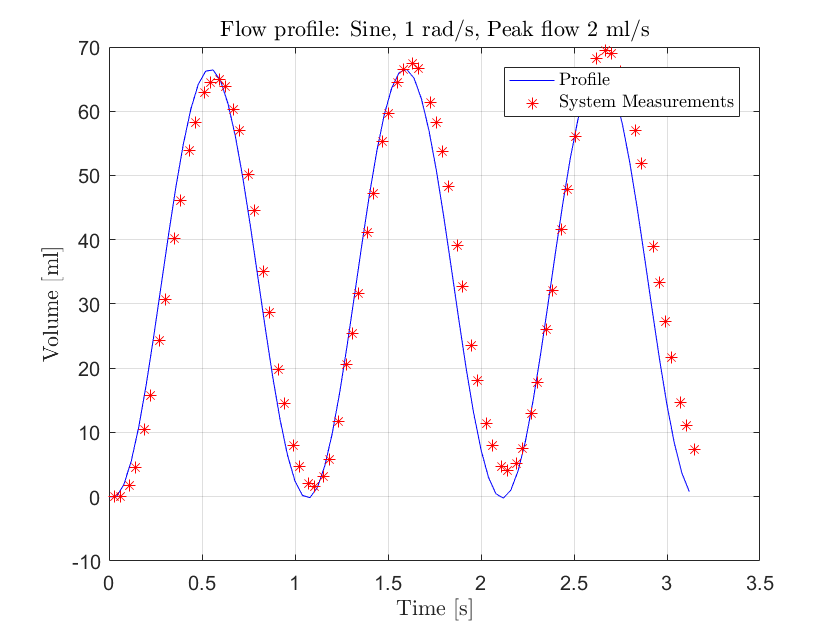 Flow profile: Sine, 1 rad/s, Peak flow 2 ml/s
70
60
50
40
30
20
10
0
-10
Volume [ml]
Profile
System Measurements
0 0.5 1 1.5 2 2.5 3 3.5
Time [s]